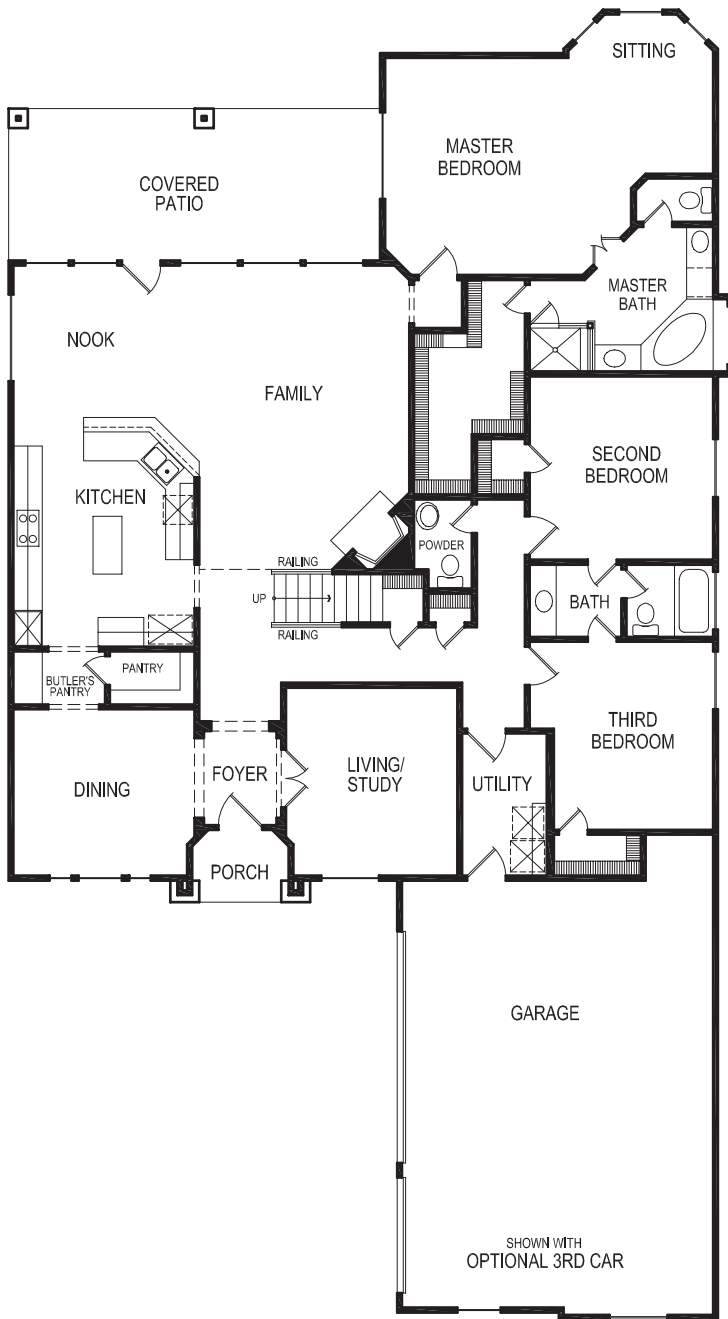 SITTING
MASTER
BEDROOM
COVERED
PATIO
MASTER
BATH
NOOK
FAMILY
SECOND
BEDROOM
KITCHEN
POWDER
RAILING
UP
RAILING
BATH
BUTLER'S
PANTRY
PANTRY
THIRD
BEDROOM
DINING
FOYER
LIVING/
STUDY
UTILITY
PORCH
GARAGE
SHOWN WITH
OPTIONAL 3RD CAR